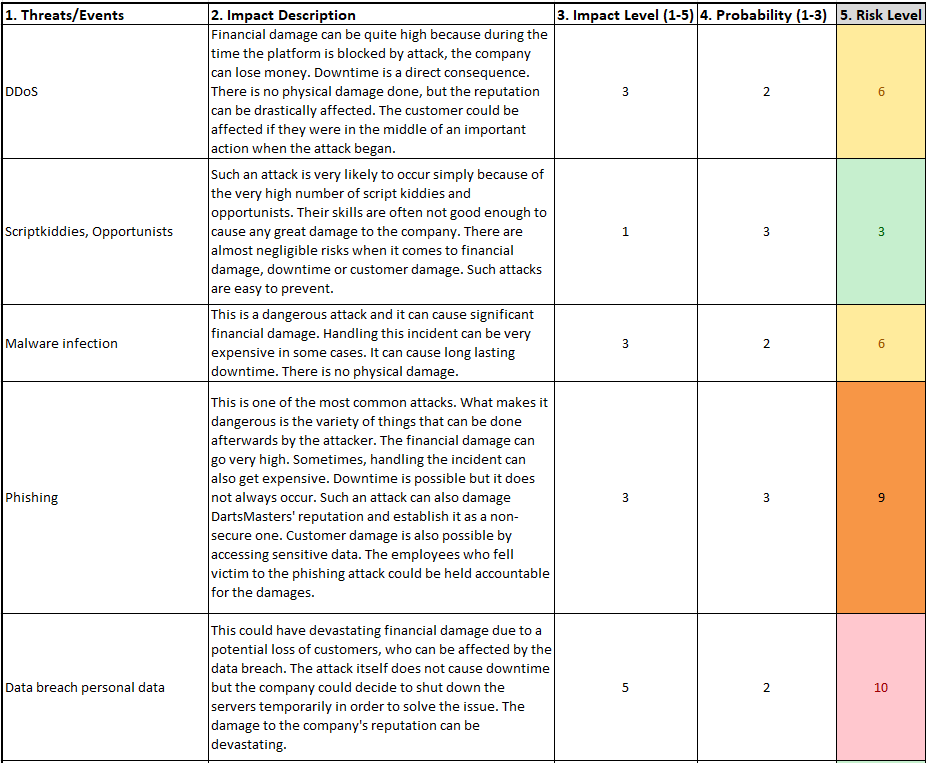 1. Threats/Events 2. Impact Description 3. Impact Level (1-5) 4. Probability (1-3) 5. Risk Level
Financial damage can be quite high because during the
time the platform is blocked by attack, the company
can lose money. Downtime is a direct consequence.
DDoS There is no physical damage done, but the reputation 3 2 6
can be drastically affected. The customer could be
affected if they were in the middle of an important
action when the attack began.
Such an attack is very likely to occur simply because of
the very high number of script kiddies and
opportunists. Their skills are often not good enough to
Scriptkiddies, Opportunists cause any great damage to the company. There are 1 3 3
almost negligible risks when it comes to financial
damage, downtime or customer damage. Such attacks
are easy to prevent.
This is a dangerous attack and it can cause significant
financial damage. Handling this incident can be very
Malware infection expensive in some cases. It can cause long lasting 3 2 6
downtime. There is no physical damage.
This is one of the most common attacks. What makes it
dangerous is the variety of things that can be done
afterwards by the attacker. The financial damage can
go very high. Sometimes, handling the incident can
also get expensive. Downtime is possible but it does
Phishing not always occur. Such an attack can also damage 3 3 9
DartsMasters' reputation and establish it as a non-
secure one. Customer damage is also possible by
accessing sensitive data. The employees who fell
victim to the phishing attack could be held accountable
for the damages.
This could have devastating financial damage due to a
potential loss of customers, who can be affected by the
data breach. The attack itself does not cause downtime
Data breach personal data but the company could decide to shut down the 5 2 10
servers temporarily in order to solve the issue. The
damage to the company's reputation can be
devastating.